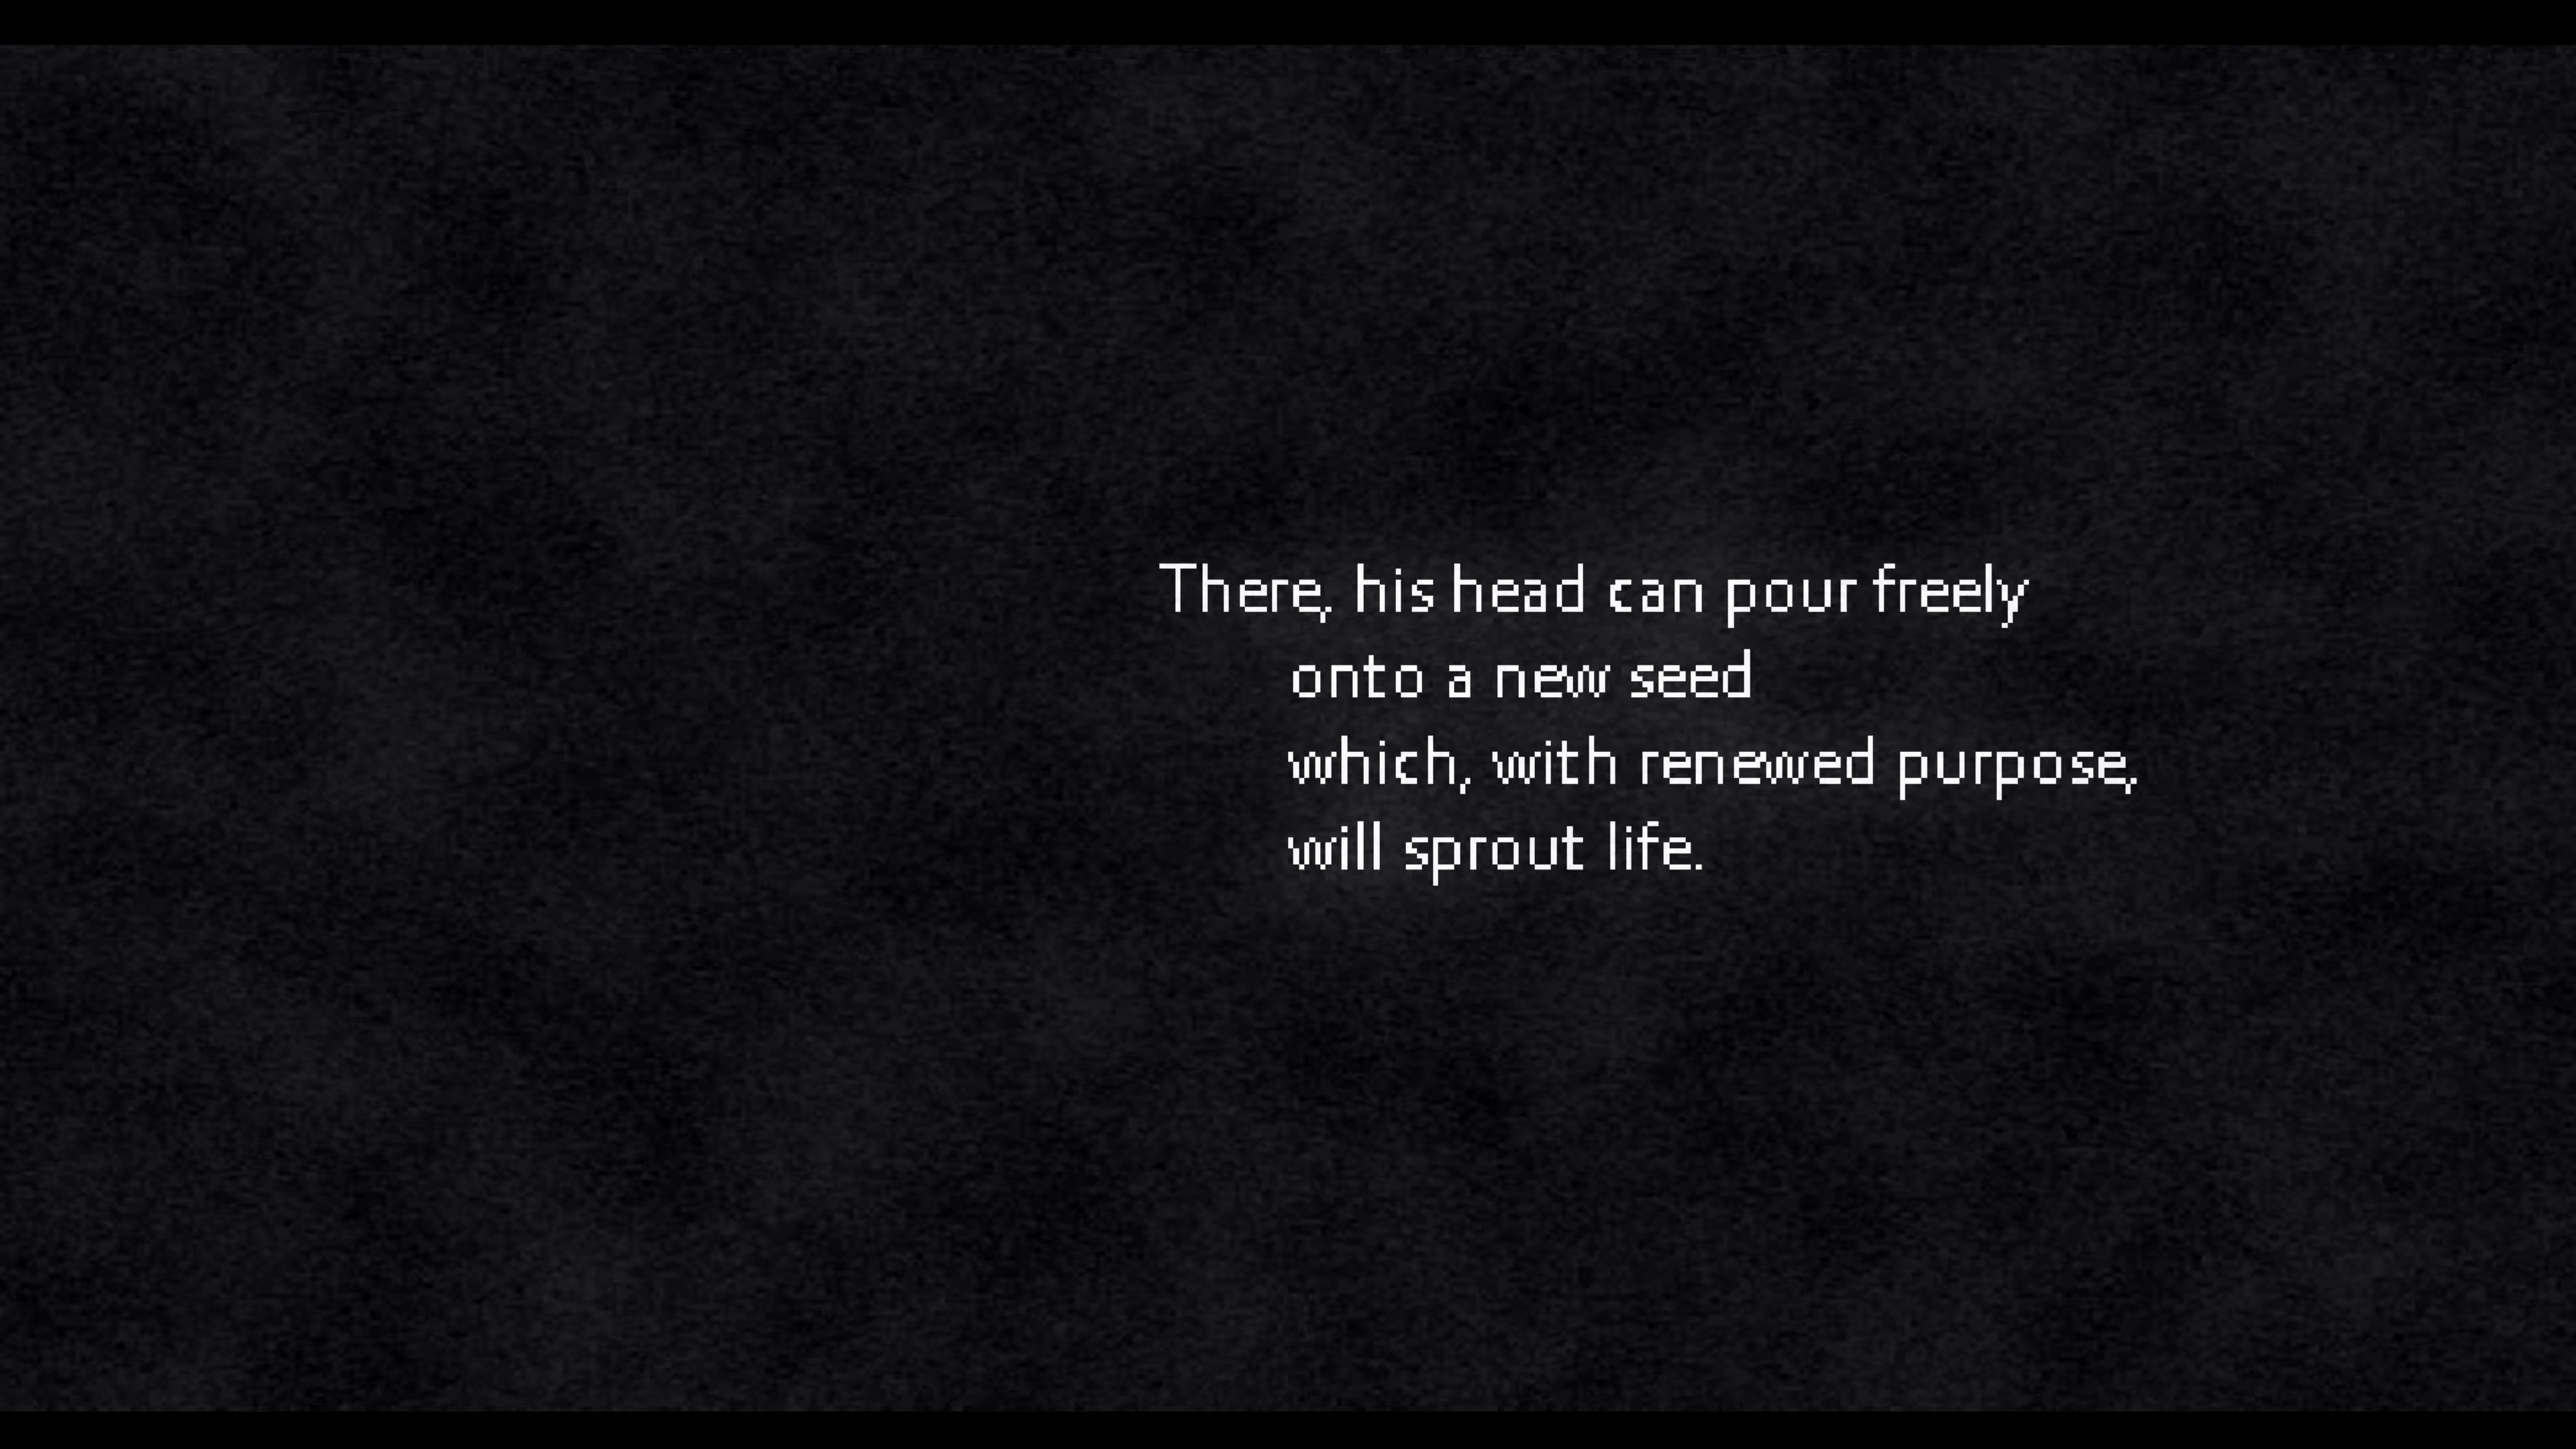 There, his head can pour freely
onto a new seed
which, with renewed purpose,
will sprout life.